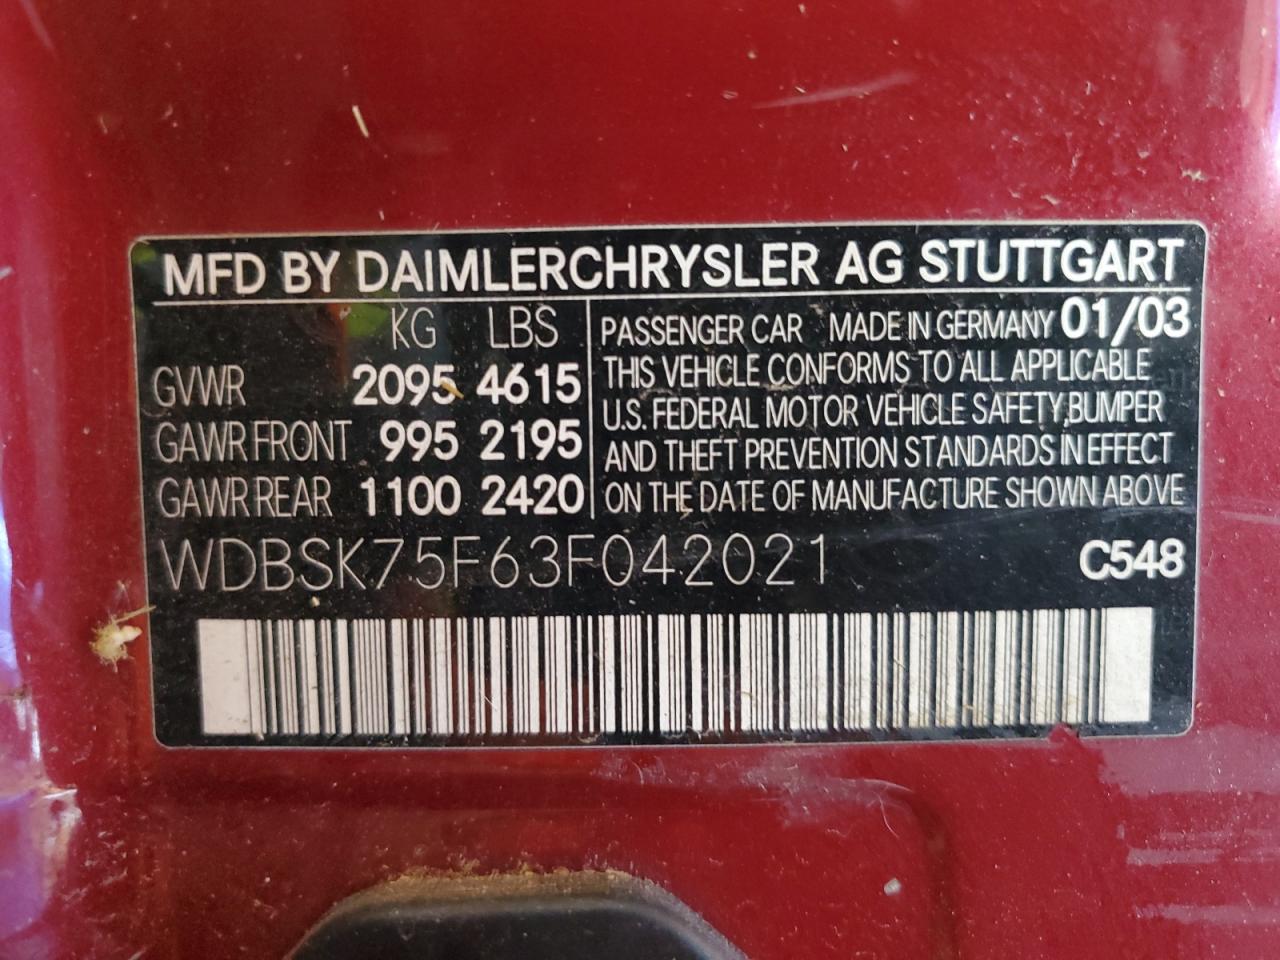 MFD BY DAIMLERCHRYSLER AG STUTTGART
KG LBS
GVWR 2095 4615
GAWR FRONT 995 2195
GAWR REAR 1100 2420
PASSENGER CAR MADE IN GERMANY 01/03
THIS VEHICLE CONFORMS TO ALL APPLICABLE
U.S. FEDERAL MOTOR VEHICLE SAFETY,BUMPER
AND THEFT PREVENTION STANDARDS IN EFFECT
ON THE DATE OF MANUFACTURE SHOWN ABOVE
WDBSK75F63F042021 C548